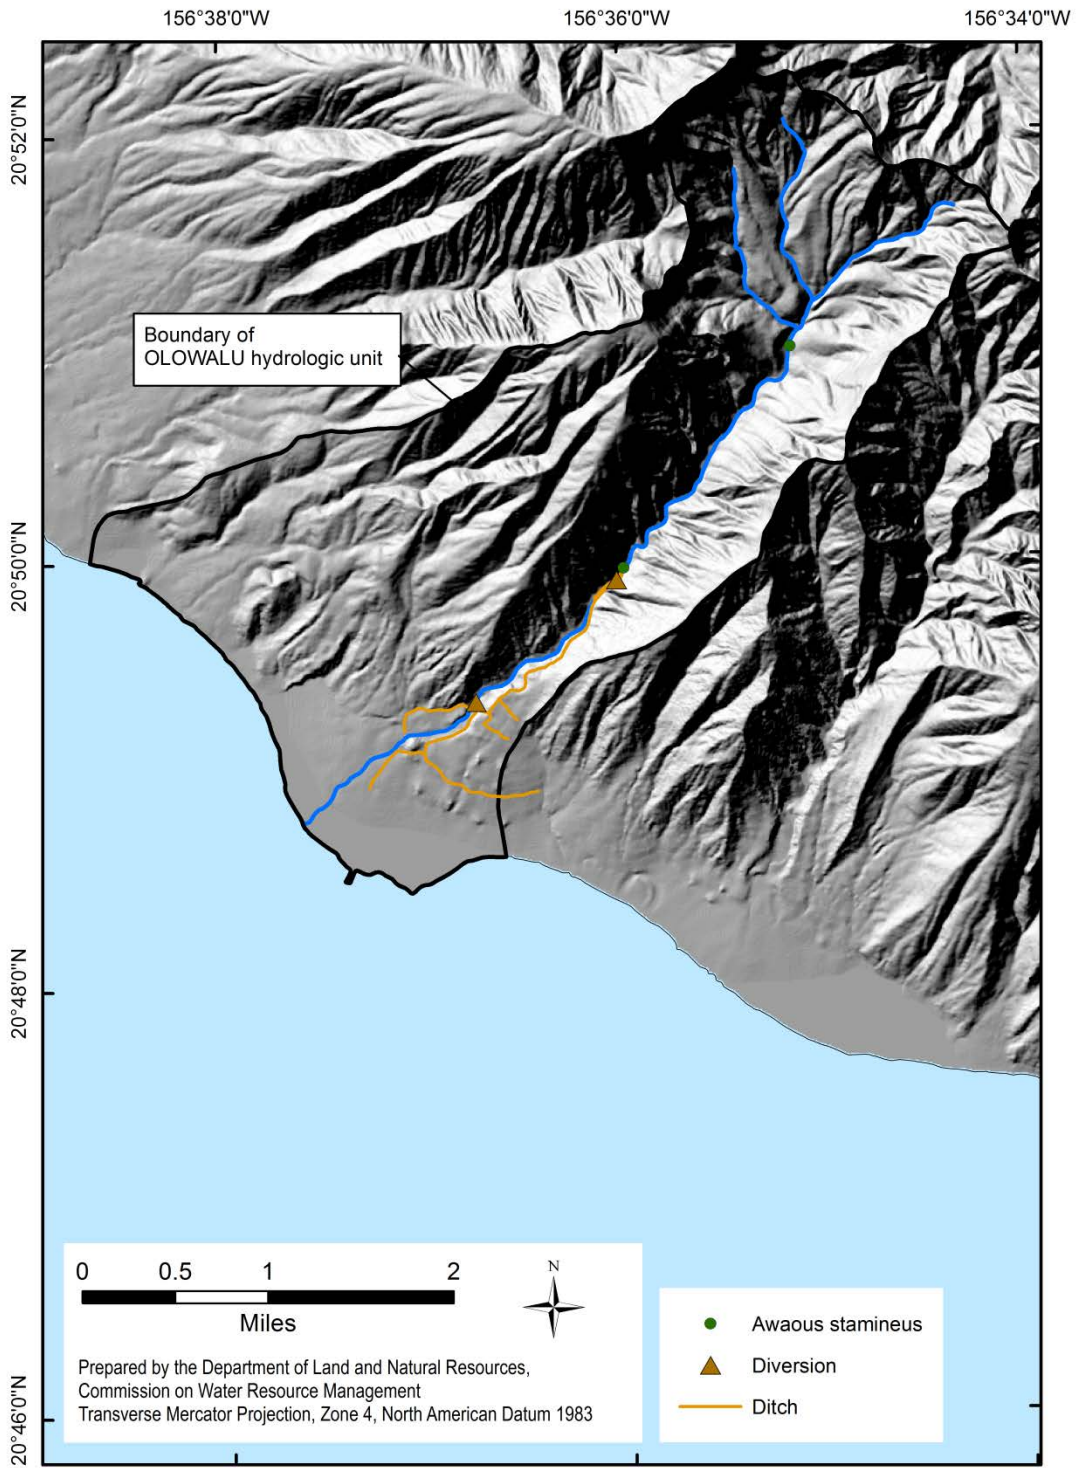 156°38'0"W
156°36'0"W
156°34'0"W
20°52'0"N
Boundary of
OLOWALU hydrologic unit
20°50'0"N
20°48'0"N
20°46'0"N
0 0.5 1 2
Miles
N
Prepared by the Department of Land and Natural Resources,
Commission on Water Resource Management
Transverse Mercator Projection, Zone 4, North American Datum 1983
Awaous stamineus
Diversion
Ditch